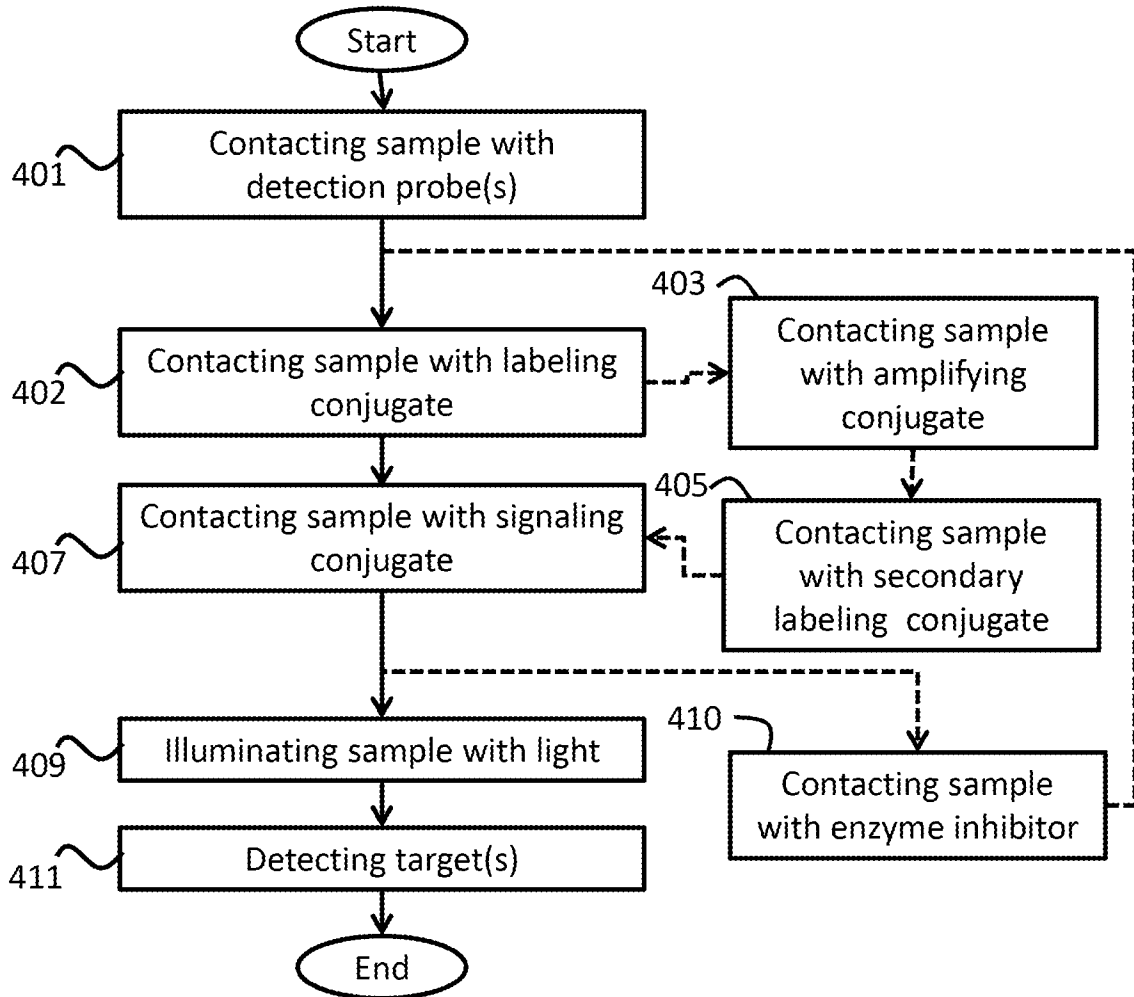 Start
401
Contacting sample with
detection probe(s)
402
Contacting sample with labeling
conjugate
403
Contacting sample
with amplifying
conjugate
405
Contacting sample
with secondary
labeling conjugate
407
Contacting sample with signaling
conjugate
409
Illuminating sample with light
410
Contacting sample
with enzyme inhibitor
411
Detecting target(s)
End